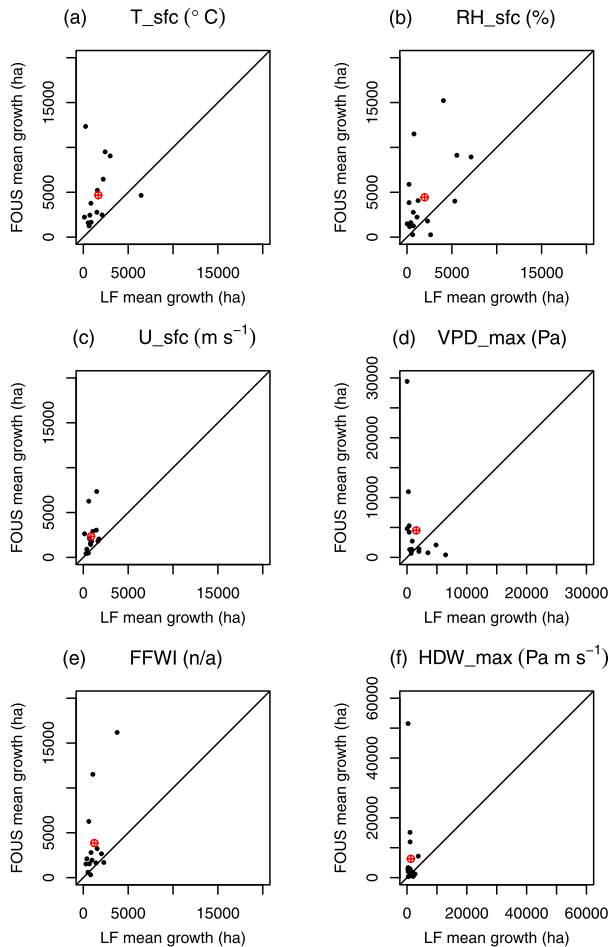 (a) T_sfc (° C)
FOUS mean growth (ha)
0 5000 15000
0 5000 15000
LF mean growth (ha)
(b) RH_sfc (%)
FOUS mean growth (ha)
0 5000 15000
0 5000 15000
LF mean growth (ha)
(c) U_sfc (m s⁻¹)
FOUS mean growth (ha)
0 5000 15000
0 5000 15000
LF mean growth (ha)
(d) VPD_max (Pa)
FOUS mean growth (ha)
0 10000 30000
0 10000 20000 30000
LF mean growth (ha)
(e) FFWI (n/a)
FOUS mean growth (ha)
0 5000 15000
0 5000 15000
LF mean growth (ha)
(f) HDW_max (Pa m s⁻¹)
FOUS mean growth (ha)
0 20000 40000 60000
0 20000 40000 60000
LF mean growth (ha)